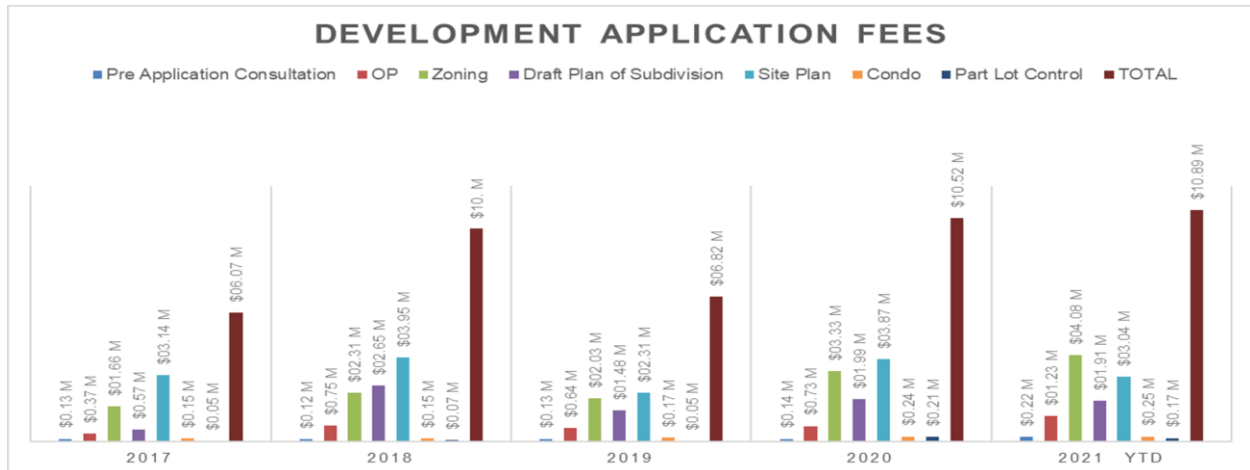 DEVELOPMENT APPLICATION FEES
Pre Application Consultation OP Zoning Draft Plan of Subdivision Site Plan Condo Part Lot Control TOTAL
$0.13 M
$0.37 M
$01.66 M
$0.57 M
$03.14 M
$0.15 M
$0.05 M
$06.07 M
$0.12 M
$0.75 M
$02.31 M
$02.65 M
$03.95 M
$0.15 M
$0.07 M
$10. M
$0.13 M
$0.64 M
$02.03 M
$01.48 M
$02.31 M
$0.17 M
$0.05 M
$06.82 M
$0.14 M
$0.73 M
$03.33 M
$01.99 M
$03.87 M
$0.24 M
$0.21 M
$10.52 M
$0.22 M
$01.23 M
$04.08 M
$01.91 M
$03.04 M
$0.25 M
$0.17 M
$10.89 M
2017 2018 2019 2020 2021 YTD